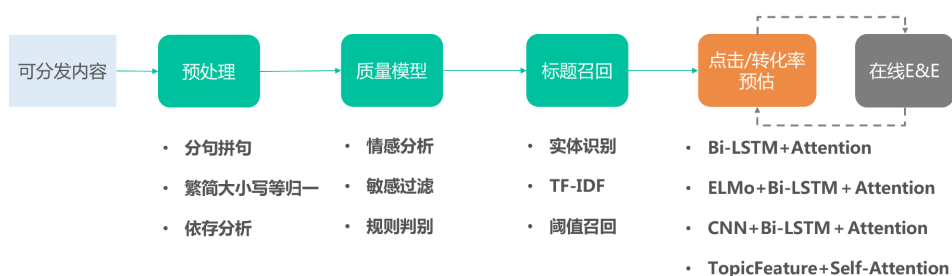 可分发内容
预处理
质量模型
标题召回
点击/转化率
预估
在线E&E
• 分句拼句
• 繁简大小写等归一
• 依存分析
• 情感分析
• 敏感过滤
• 规则判别
• 实体识别
• TF-IDF
• 阈值召回
• Bi-LSTM+Attention
• ELMo+Bi-LSTM + Attention
• CNN+Bi-LSTM + Attention
• TopicFeature+Self-Attention